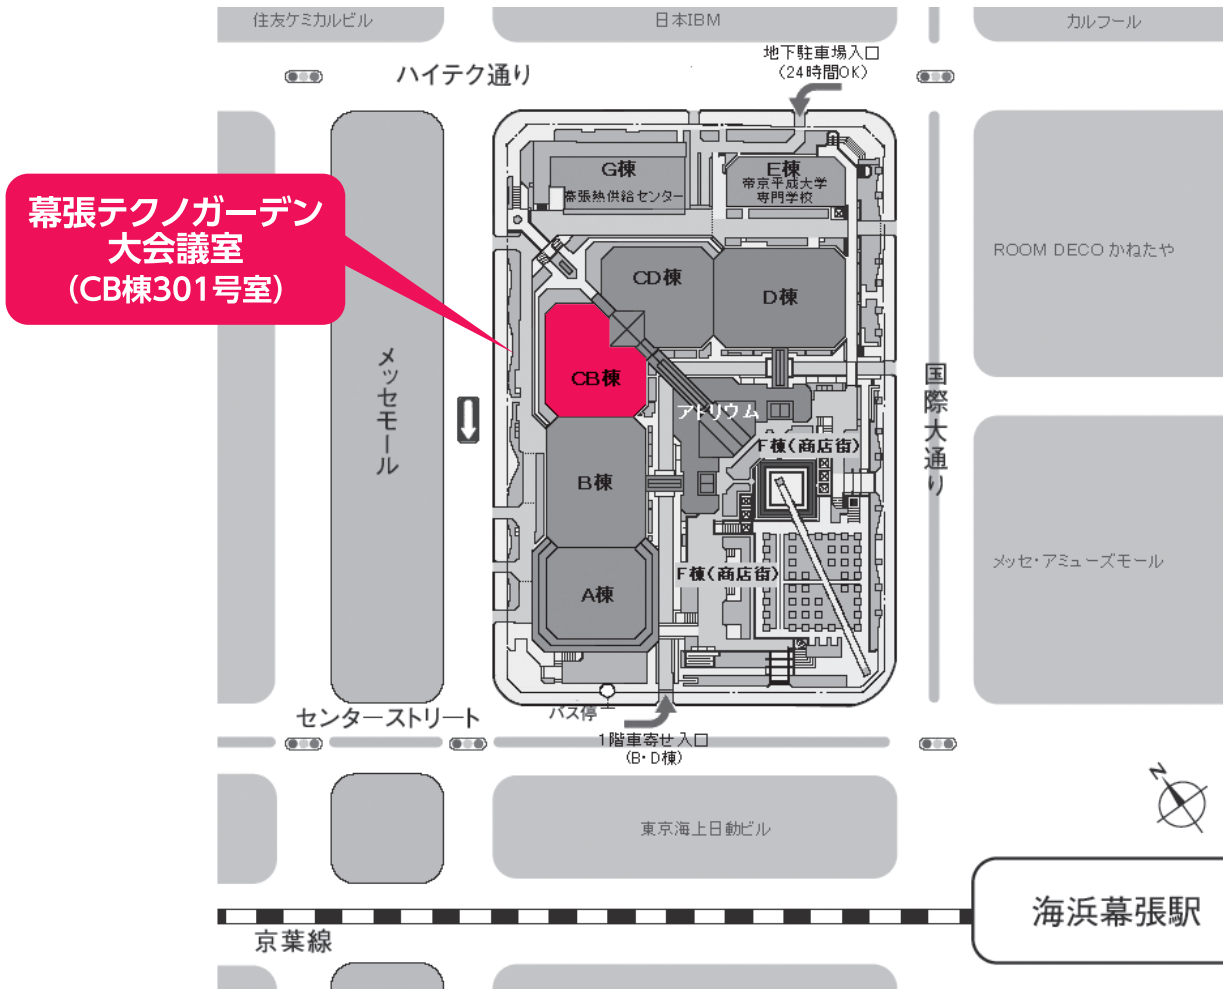 住友ケミカルビル
日本IBM
カルフール
地下駐車場入口
(24時間OK)
ハイテク通り
G棟
幕張熱供給センター
E棟
帝京平成大学
専門学校
幕張テクノガーデン
大会議室
(CB棟301号室)
ROOM DECO かねたや
CD棟
D棟
メッセモール
CB棟
国際大通り
アトリウム
F棟(商店街)
B棟
メッセ・アミューズモール
F棟(商店街)
A棟
センターストリート
バス停
1階車寄せ入口
(B・D棟)
N
東京海上日動ビル
海浜幕張駅
京葉線